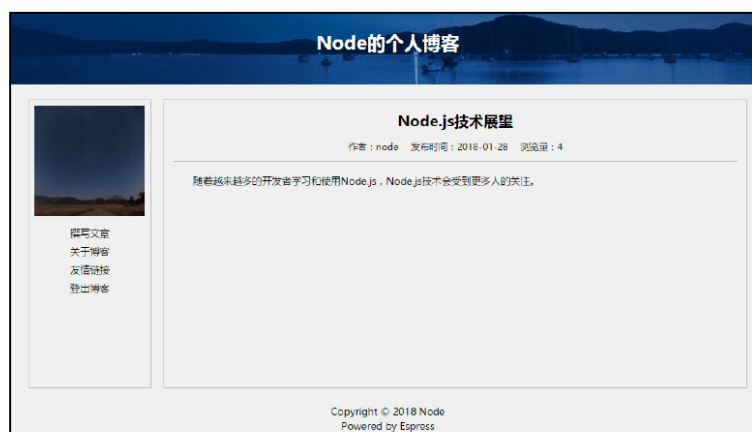 Node的个人博客
撰写文章
关于博客
友情链接
登出博客
Node.js技术展望
作者：node 发布时间：2018-01-28 浏览量：4
随着越来越多的开发者学习和使用Node.js，Node.js技术会受到更多人的关注。
Copyright © 2018 Node
Powered by Espress